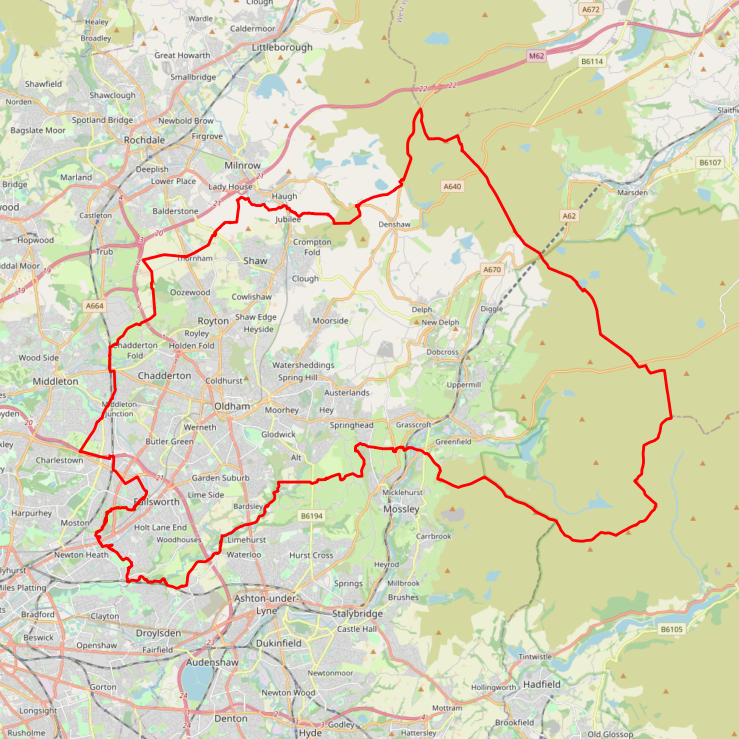 Healey
Broadley
Wardle
Clough
Caldermoor
Littleborough
A672
M62
B6114
West Y
Great Howarth
Smallbridge
22
22
Shawfield
Shawclough
Norden
Spotland Bridge
Newbold Brow
Bagslate Moor
Firgrove
Rochdale
Slaith
Milnrow
B6107
Deeplish
Marland
Lower Place
Lady House
A640
Marsden
Bridge
4
21
Haugh
Castleton
Balderstone
Jubilee
A62
wood
20
Denshaw
Hopwood
Crompton
Fold
3
Trub
Thornham
Shaw
A670
ddal Moor
Clough
19
19
Oozewood
Cowlishaw
A664
Delph
Diggle
Royton
Shaw Edge
Moorside
New Delph
Heyside
Royley
Chadderton
Fold
Holden Fold
Wood Side
Dobcross
Watersheddings
Middleton
Chadderton
Coldhurst
Spring Hill
Uppermill
Austerlands
Middleton
Junction
Oldham
Moorhey
Hey
20
yden
Springhead
Grasscroft
Werneth
Glodwick
Butler Green
Greenfield
kley
21
Charlestown
Alt
Garden Suburb
Failsworth
Lime Side
Micklehurst
Harpurhey
Bardsley
Mossley
Moston
B6194
Holt Lane End
Carrbrook
Woodhouses
Limehurst
Newton Heath
Waterloo
Hurst Cross
Heyrod
llyhurst
Miles Platting
Springs
Millbrook
Brushes
Ashton-under-
Lyne
Bradford
Clayton
Stalybridge
B6105
Droylsden
Castle Hall
Beswick
Openshaw
23
Dukinfield
Fairfield
Tintwistle
Audenshaw
Newtonmoor
Gorton
24
Hollingworth
Hadfield
Newton Wood
Longsight
Denton
Mottram
Brookfield
Godley
Rusholme
Hyde
Hattersley
Old Glossop